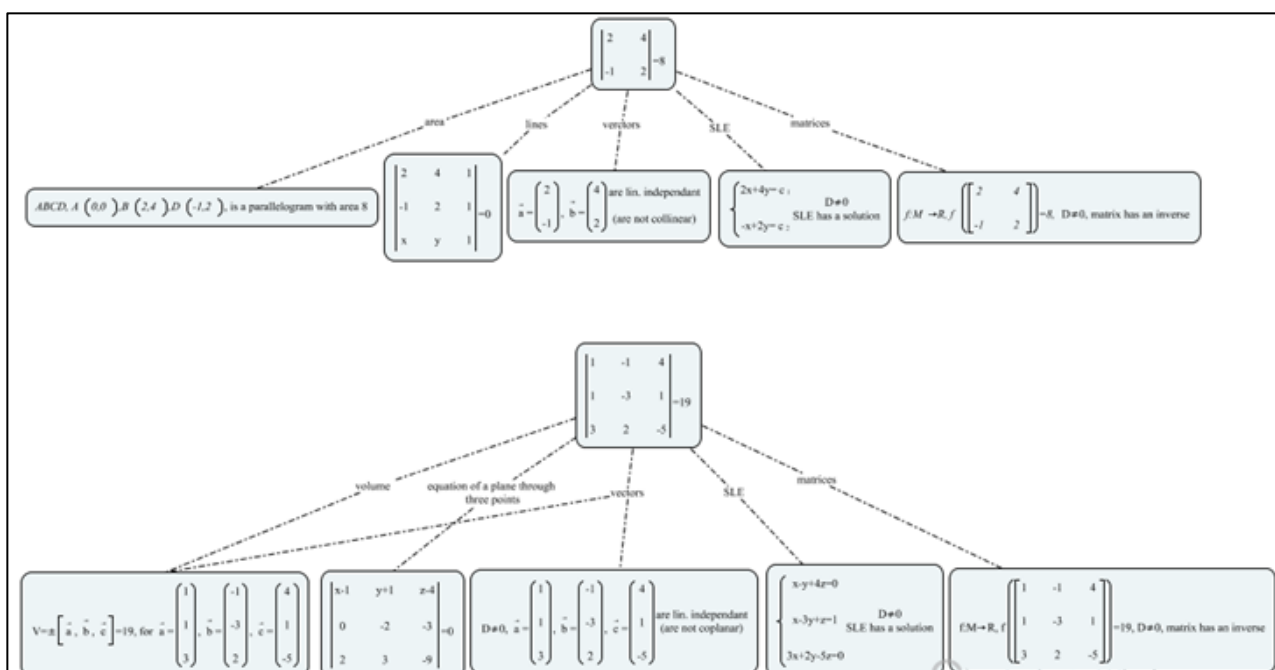 |2 4|
|-1 2| =8
area
lines
verctors
SLE
matrices
ABCD, A (0,0), B (2,4), D (-1,2), is a parallelogram with area 8
|2 4 1|
|-1 2 1| =0
|x y 1|
a = (2 -1), b = (4 2) are lin. independant
(are not collinear)
2x+4y= c
-x+2y= c
D≠0
SLE has a solution
f:M →R, f ([2 4]
[-1 2]) =8, D≠0, matrix has an inverse
|1 -1 4|
|1 -3 1| =19
|3 2 -5|
volume
equation of a plane through
three points
vectors
SLE
matrices
V=± [a, b, c] =19, for a = (1 1 3), b = (-1 -3 2), c = (4 1 -5)
|x-1 y+1 z-4|
|0 -2 -3| =0
|2 3 -9|
D≠0, a = (1 1 3), b = (-1 -3 2), c = (4 1 -5) are lin. independant
(are not coplanar)
x-y+4z=0
x-3y+z=1
3x+2y-5z=0
D≠0
SLE has a solution
f:M→R, f ([1 -1 4]
[1 -3 1]
[3 2 -5]) =19, D≠0, matrix has an inverse